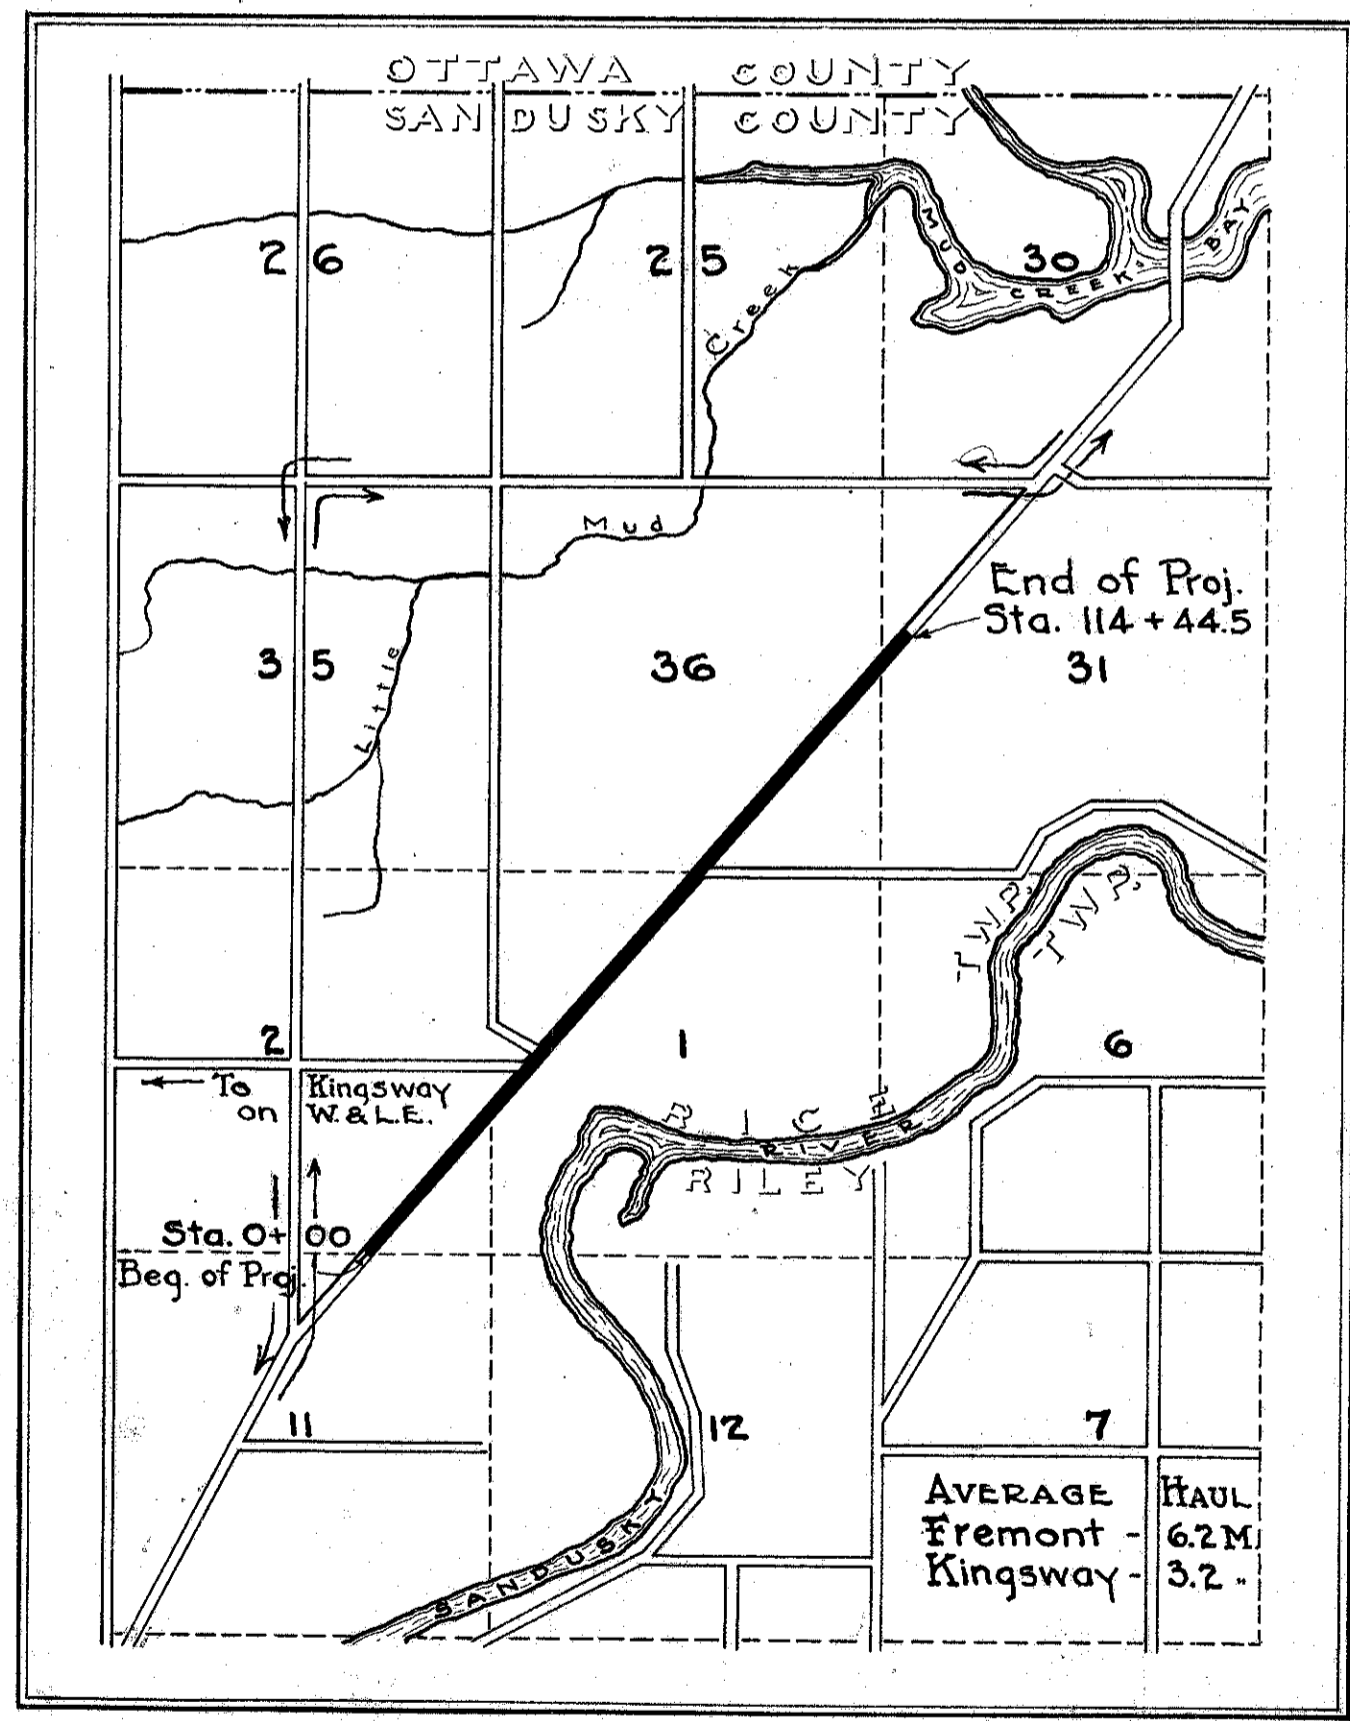 OTTAWA COUNTY
SANDUSKY COUNTY
26
25
30
MUD CREEK BAY
Creek
Mud
Little
End of Proj.
Sta. 114+44.5
35
36
31
TWP.
TWP.
2
1
6
To Kingsway
on W. & L.E.
RICE
RIVER
RILEY
Sta. 0+00
Beg. of Proj.
11
12
7
SANDUSKY
AVERAGE HAUL
Fremont - 6.2 M
Kingsway - 3.2 "